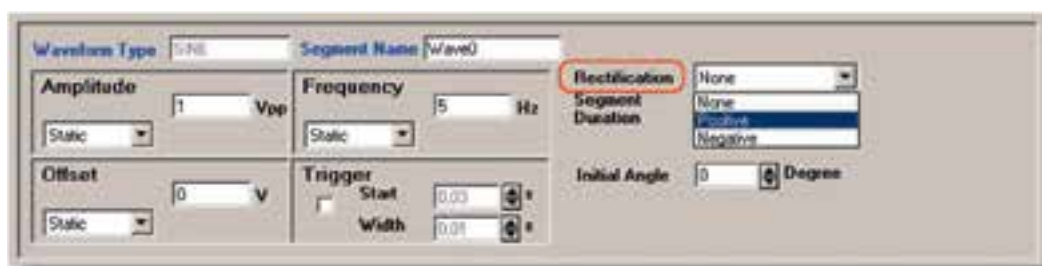 Waveform Type SINE Segment Name Wave0
Rectification None
None
Positive
Negative
Segment Duration
Initial Angle 0 Degree
Amplitude
1 Vpp
Static
Frequency
5 Hz
Static
Offset
0 V
Static
Trigger
Start 0.03 s
Width 0.01 s